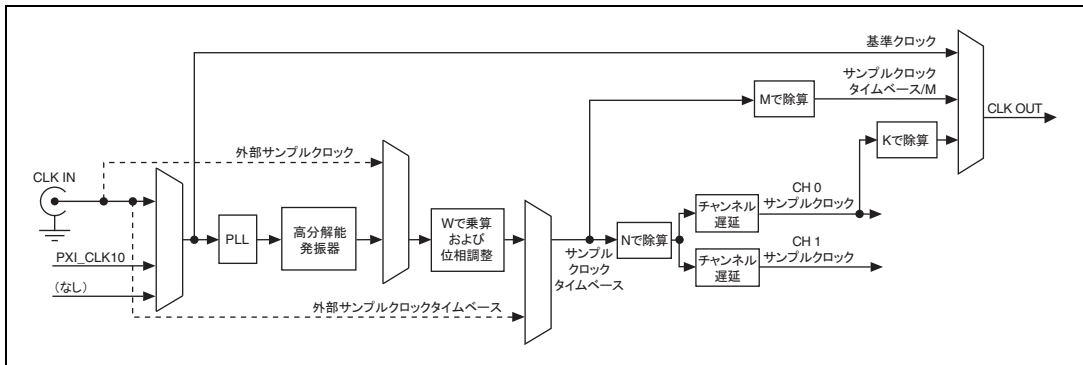 基準クロック
サンプルクロック
タイムベース/M
Mで除算
CLK OUT
Kで除算
外部サンプルクロック
CLK IN
PLL
高分解能
発振器
Wで乗算
および
位相調整
サンプル
クロック
タイムベース
Nで除算
チャンネル
遅延
CH 0
サンプルクロック
チャンネル
遅延
CH 1
サンプルクロック
PXI_CLK10
(なし)
外部サンプルクロックタイムベース